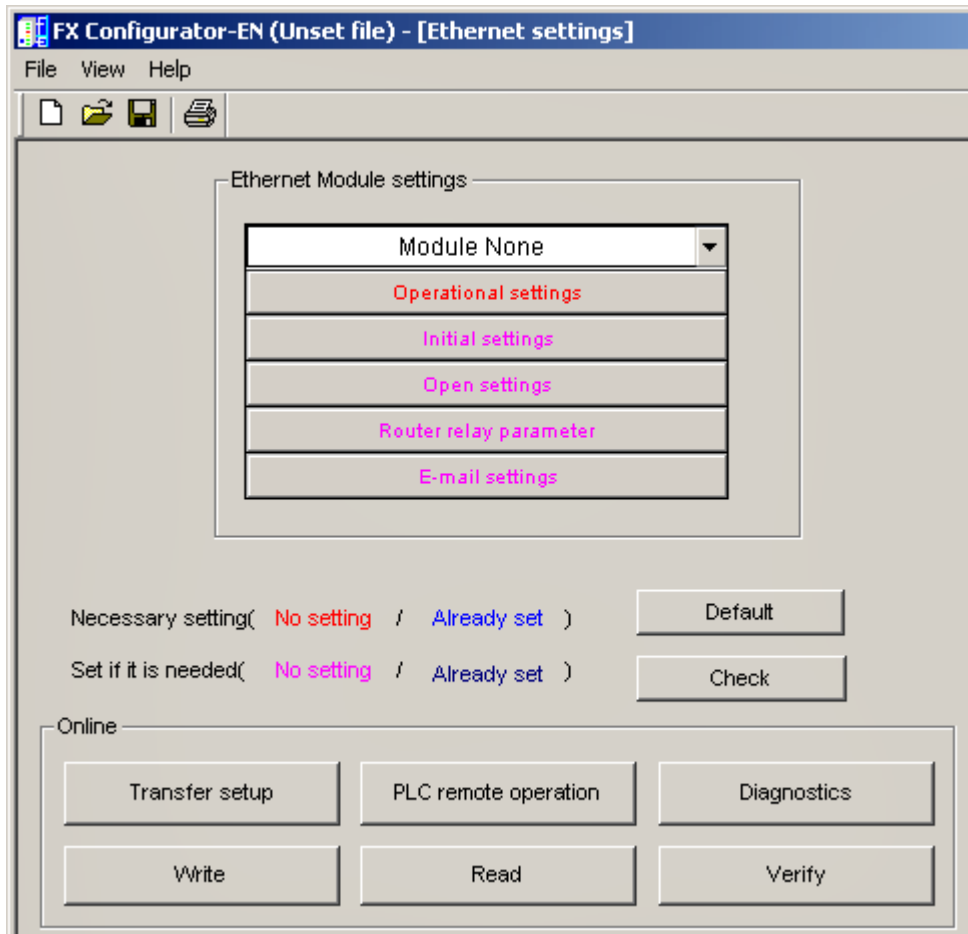 FX Configurator-EN (Unset file) - [Ethernet settings]
File View Help
Ethernet Module settings
Module None
Operational settings
Initial settings
Open settings
Router relay parameter
E-mail settings
Necessary setting( No setting / Already set ) Default
Set if it is needed( No setting / Already set ) Check
Online
Transfer setup PLC remote operation Diagnostics
Write Read Verify